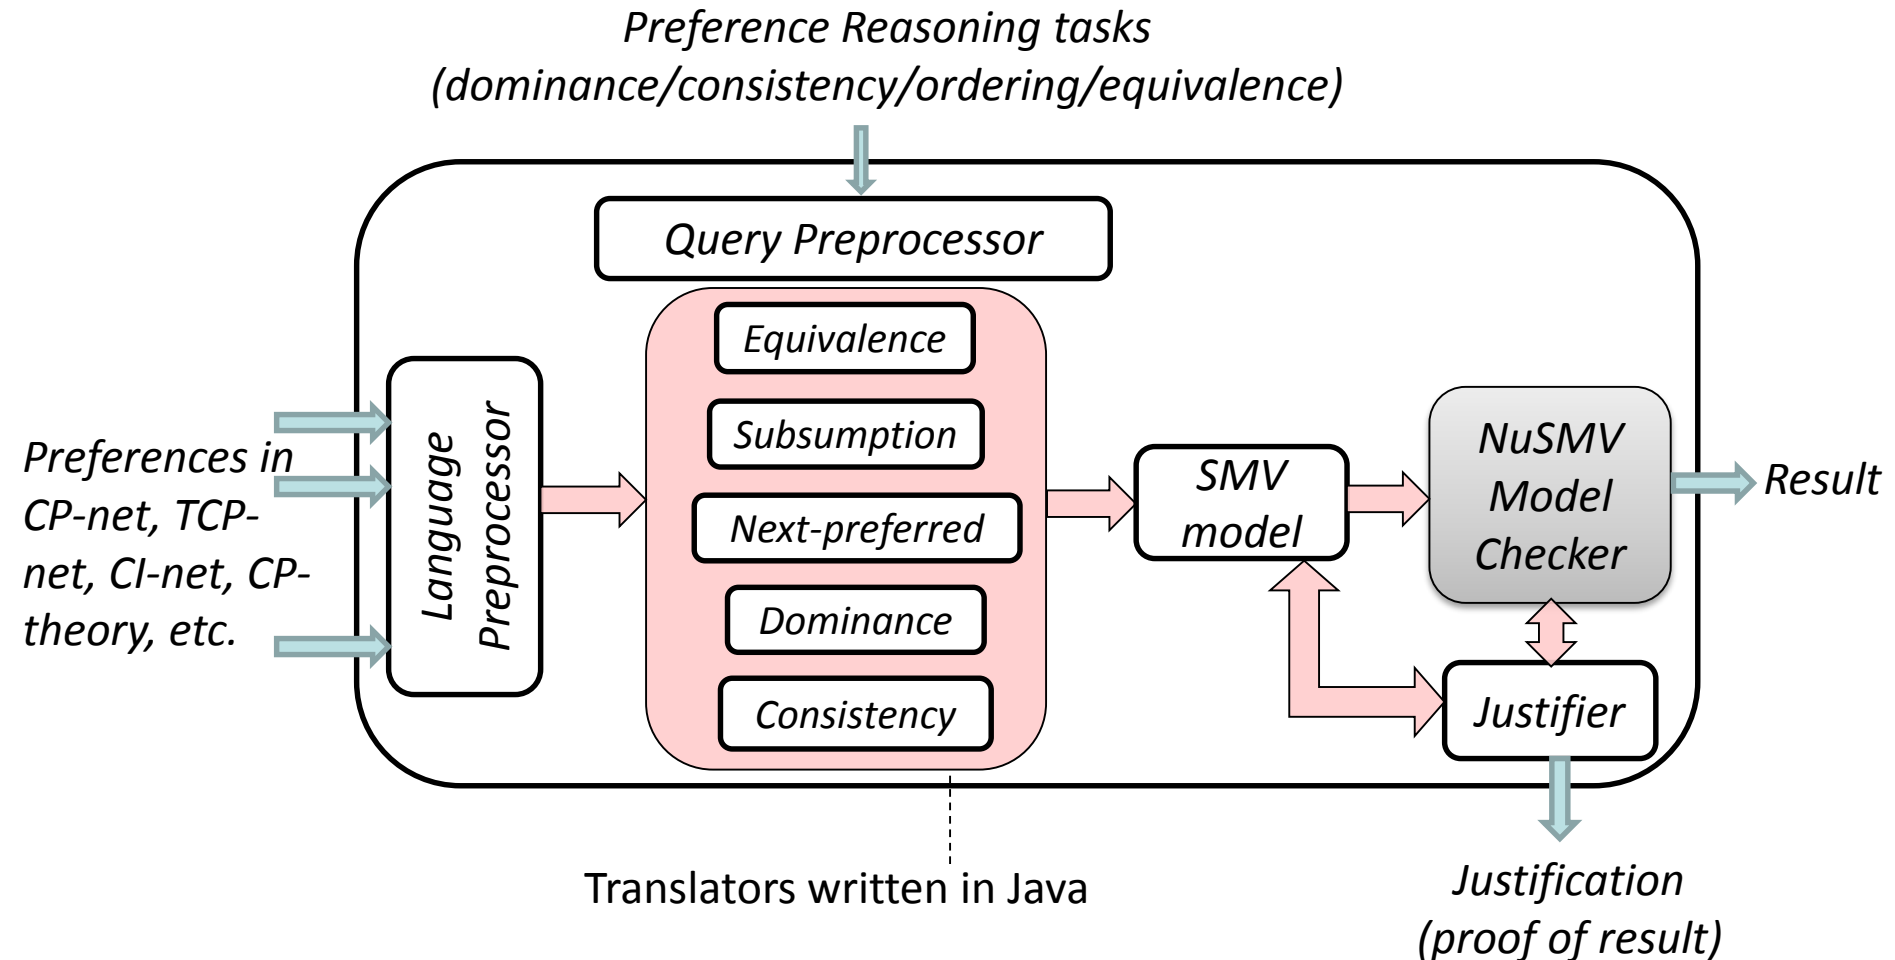 Preference Reasoning tasks
(dominance/consistency/ordering/equivalence)
Query Preprocessor
Equivalence
Subsumption
Next-preferred
Dominance
Consistency
Language
Preprocessor
Preferences in
CP-net, TCP-
net, CI-net, CP-
theory, etc.
SMV
model
NuSMV
Model
Checker
Result
Justifier
Translators written in Java
Justification
(proof of result)